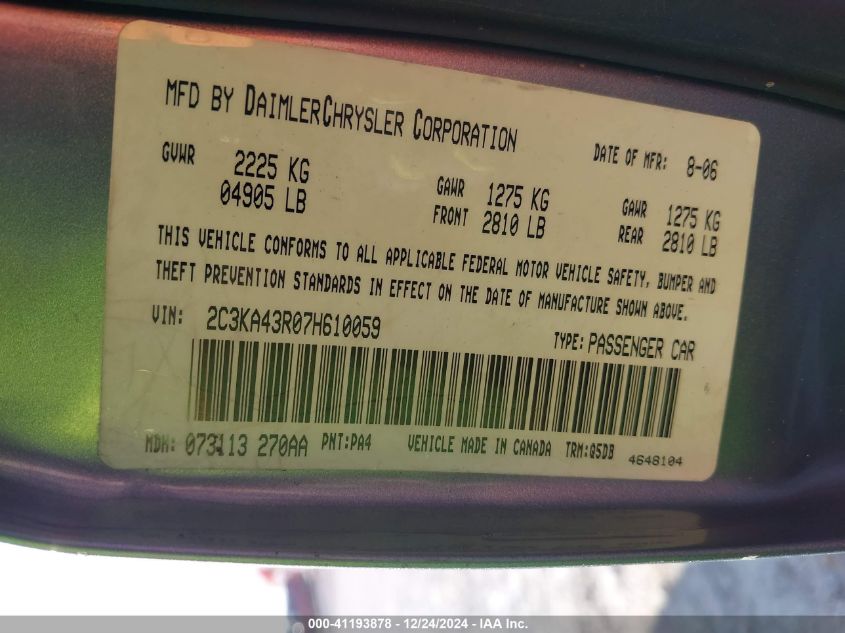 MFD BY DAIMLERCHRYSLER CORPORATION
DATE OF MFR: 8-06
GVWR 2225 KG
04905 LB
GAWR 1275 KG
FRONT 2810 LB
GAWR 1275 KG
REAR 2810 LB
THIS VEHICLE CONFORMS TO ALL APPLICABLE FEDERAL MOTOR VEHICLE SAFETY, BUMPER AND
THEFT PREVENTION STANDARDS IN EFFECT ON THE DATE OF MANUFACTURE SHOWN ABOVE.
VIN: 2C3KA43R07H610059
TYPE: PASSENGER CAR
MDH: 073113 270AA PNT:PA4 VEHICLE MADE IN CANADA TRM:Q5DB 4648104
000-41193878 - 12/24/2024 - IAA Inc.